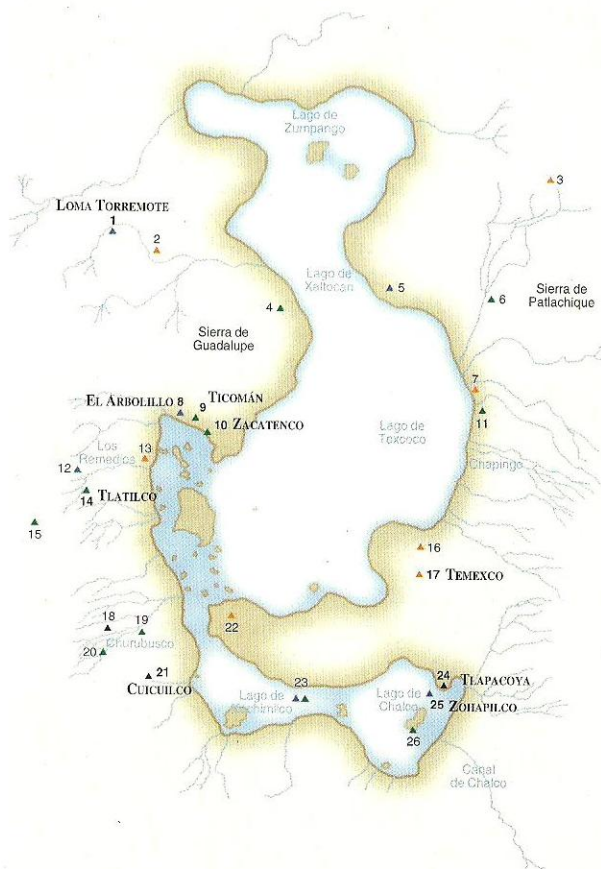 Lago de
Zumpango
3
LOMA TORREMOTE
1
2
Lago de
Xaltocan
5
Sierra de
Patlachique
6
4
Sierra de
Guadalupe
7
EL ARBOLILLO 8
9
TICOMÁN
10 ZACATENCO
11
Lago de
Texcoco
Los
Remedios
13
12
Chapingo
14 TLATILCO
15
16
17 TEMEXCO
18
19
Churubusco
20
22
21
CUICUILCO
23
Lago de
Xochimilco
Lago de
Chalco
24
TLAPACOYA
25 ZOHAPILCO
26
Canal
de Chalco